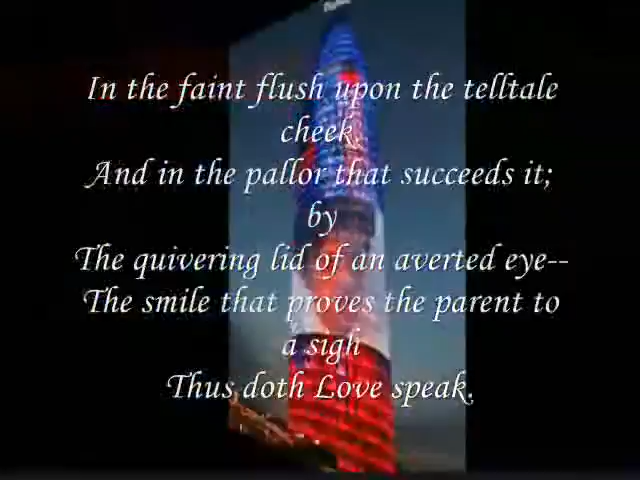 In the faint flush upon the telltale
cheek,
And in the pallor that succeeds it;
by
The quivering lid of an averted eye--
The smile that proves the parent to
a sigh
Thus doth Love speak.